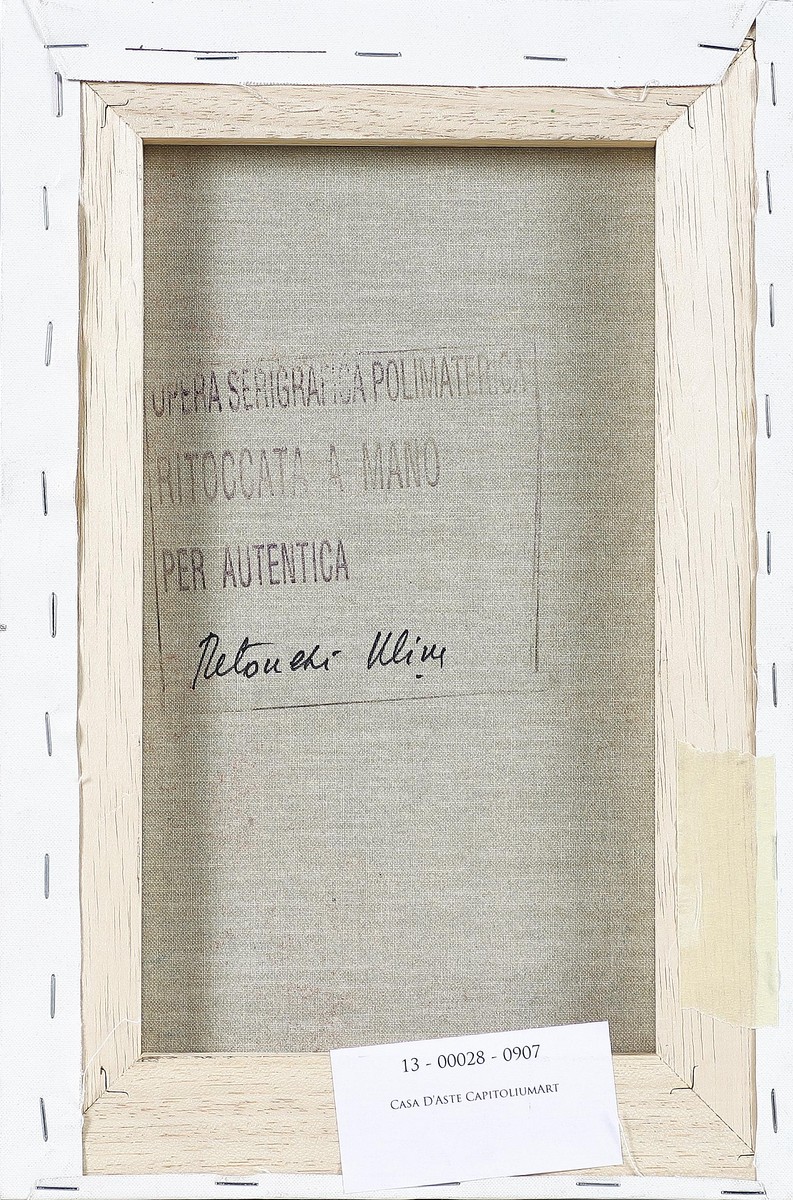 OPERA SERIGRAFICA POLIMATERICA
RITOCCATA A MANO
PER AUTENTICA
13 - 00028 - 0907
CASA D'ASTE CAPITOLIUMART